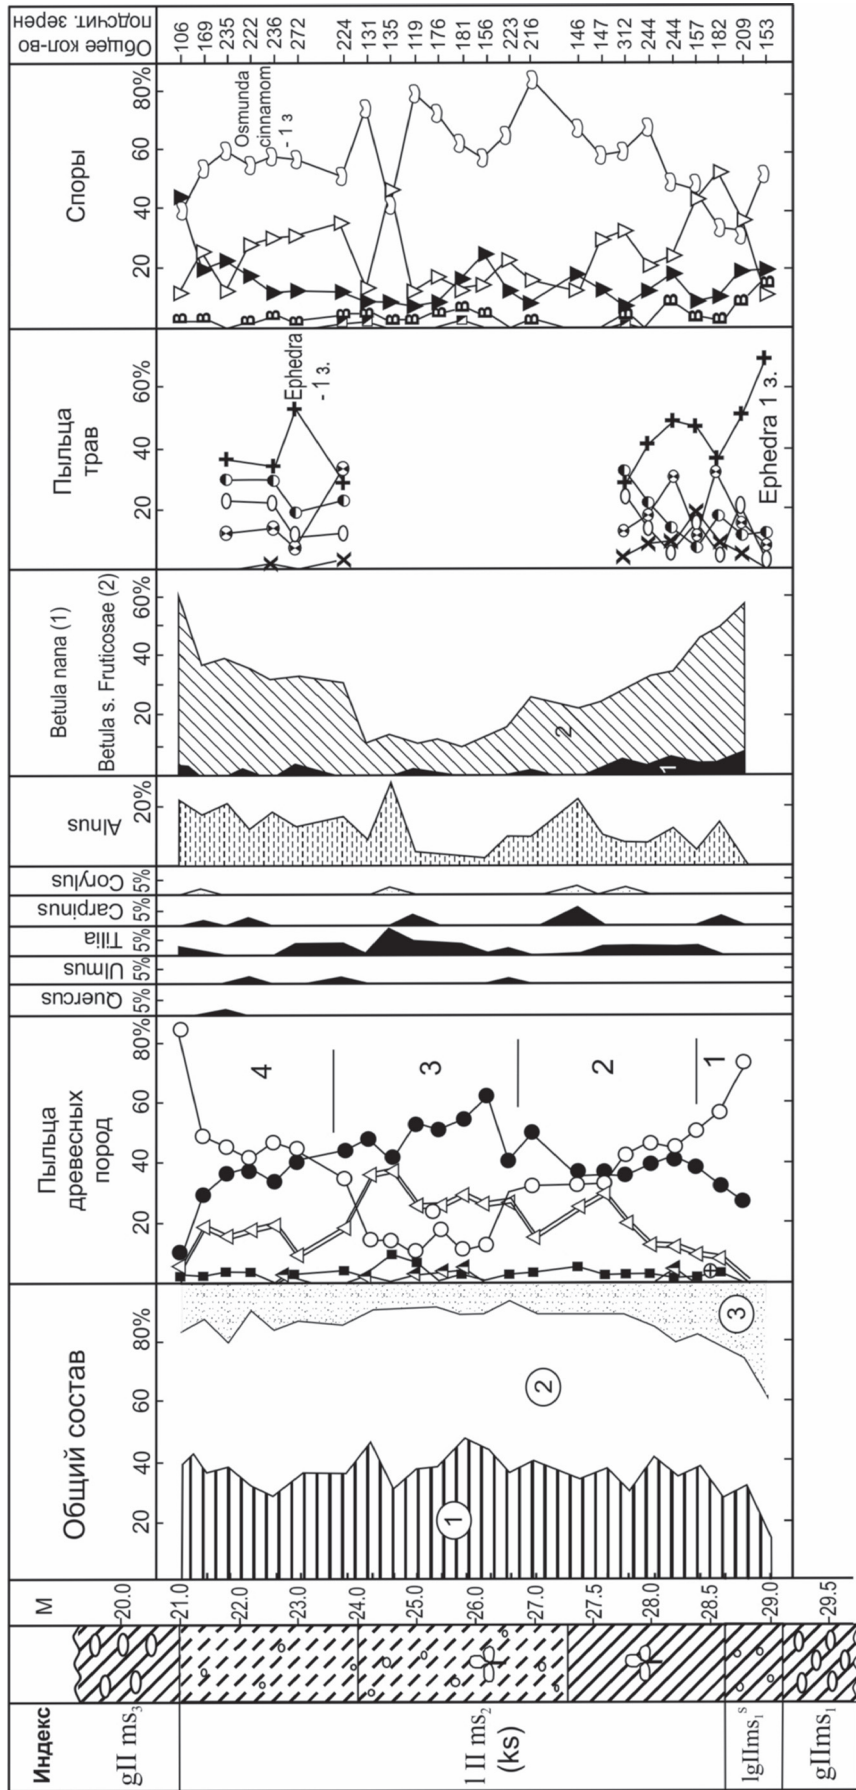 Индекс
М
Общий состав
Пыльца
древесных
пород
Quercus
Ulmus
Tilia
Carpinus
Corylus
Alnus
Betula nana (1)
Betula s. Fruticosae (2)
Пыльца
трав
Споры
Общее кол-во
подсчит. зерен
20 40 60 80%
20 40 60 80%
5%
5%
5%
5%
5%
20%
20 40 60%
20 40 60%
20 40 60 80%
gII ms₃
l II ms₂
(ks)
lgIIms₁ˢ
gIIms₁
20.0
21.0
22.0
23.0
24.0
25.0
26.0
27.0
27.5
28.0
28.5
29.0
29.5
1
2
3
4
3
2
1
2
1
Ephedra
- 1 з.
Ephedra 1 з.
Osmunda
cinnamom
- 1 з
B B B B B B B B B B B B B B B B B B B
106
169
235
222
236
272
224
131
135
119
176
181
156
223
216
146
147
312
244
244
157
182
209
153